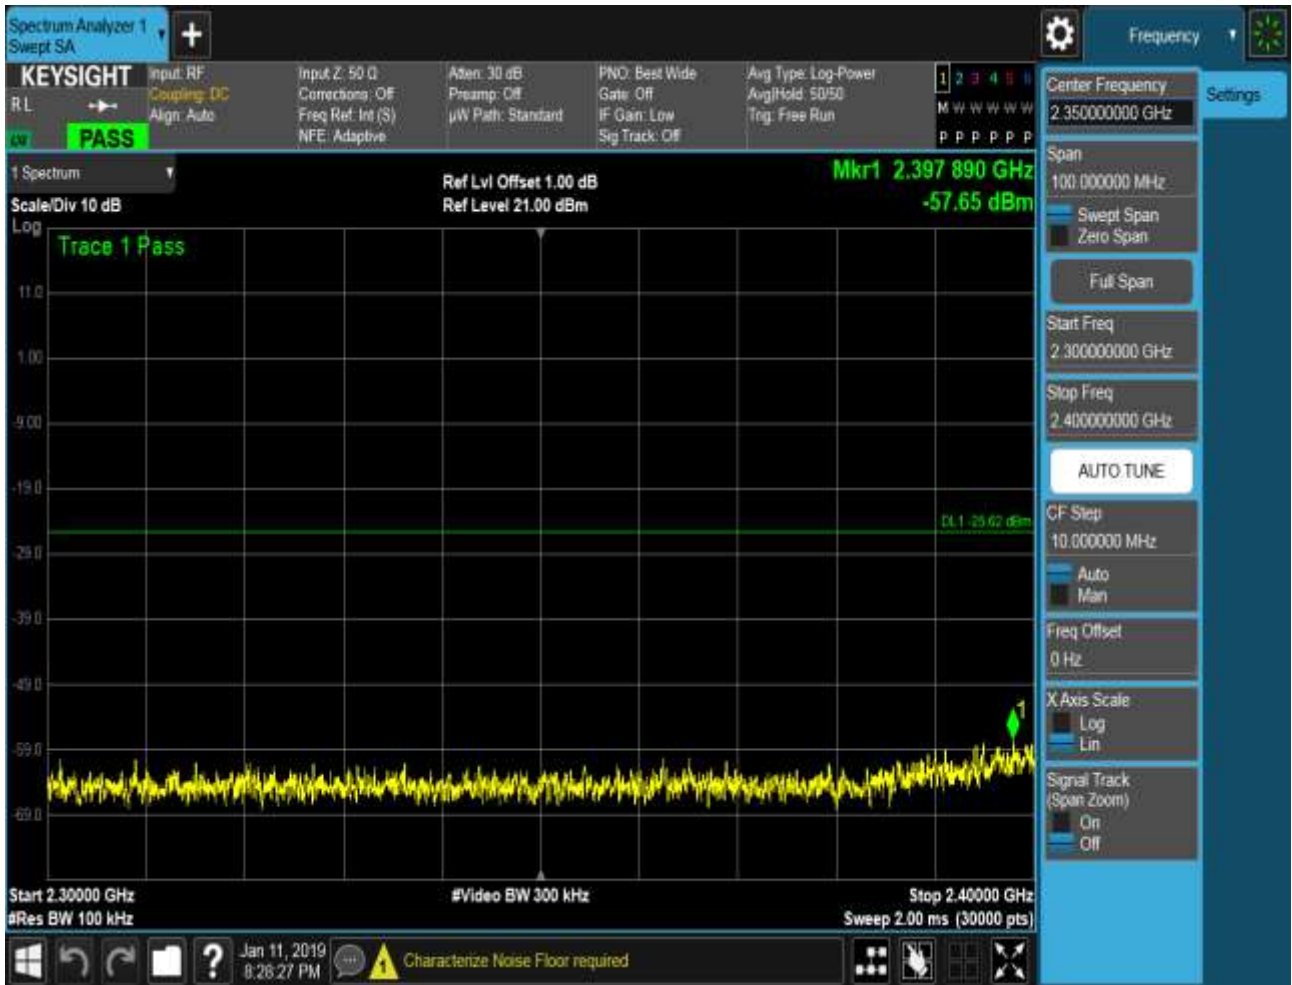 Spectrum Analyzer 1
Swept SA
Frequency
KEYSIGHT
R L
PASS
Input: RF
Coupling: DC
Align: Auto
Input Z: 50 Ω
Corrections: Off
Freq Ref: Int (S)
NFE: Adaptive
Atten: 30 dB
Preamp: Off
µW Path: Standard
PNO: Best Wide
Gate: Off
IF Gain: Low
Sig Track: Off
Avg Type: Log-Power
Avg|Hold: 50/50
Trig: Free Run
1 2 3 4 5 6
M W W W W W
P P P P P P
1 Spectrum
Scale/Div 10 dB
Log
Ref Lvl Offset 1.00 dB
Ref Level 21.00 dBm
Mkr1 2.397 890 GHz
-57.65 dBm
Trace 1 Pass
11.0
1.00
-9.00
-19.0
DL1 -25.62 dBm
-29.0
-39.0
-49.0
1
-59.0
-69.0
Start 2.30000 GHz
#Res BW 100 kHz
#Video BW 300 kHz
Stop 2.40000 GHz
Sweep 2.00 ms (30000 pts)
Center Frequency
2.350000000 GHz
Settings
Span
100.000000 MHz
Swept Span
Zero Span
Full Span
Start Freq
2.300000000 GHz
Stop Freq
2.400000000 GHz
AUTO TUNE
CF Step
10.000000 MHz
Auto
Man
Freq Offset
0 Hz
X Axis Scale
Log
Lin
Signal Track
(Span Zoom)
On
Off
?
Jan 11, 2019
8:28:27 PM
1
Characterize Noise Floor required